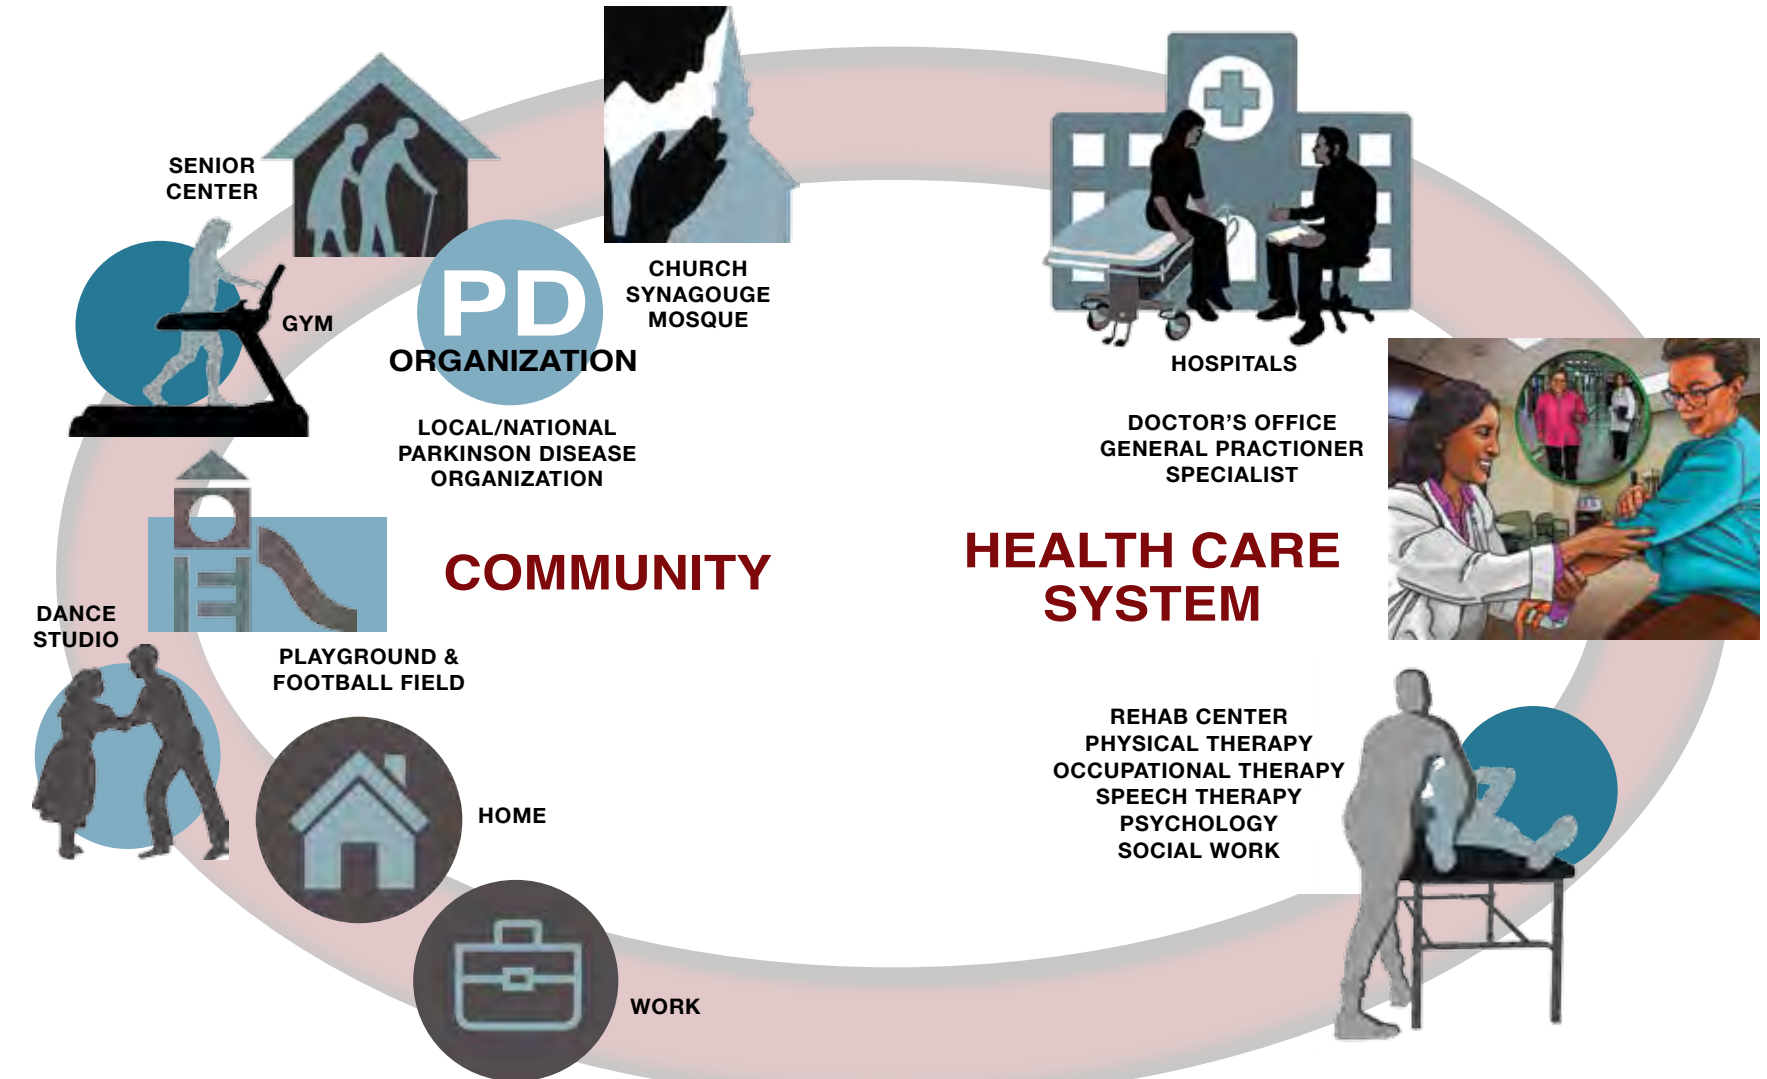 SENIOR
CENTER
GYM
PD
ORGANIZATION
LOCAL/NATIONAL
PARKINSON DISEASE
ORGANIZATION
CHURCH
SYNAGOUGE
MOSQUE
HOSPITALS
DOCTOR'S OFFICE
GENERAL PRACTIONER
SPECIALIST
COMMUNITY
HEALTH CARE
SYSTEM
DANCE
STUDIO
PLAYGROUND &
FOOTBALL FIELD
HOME
WORK
REHAB CENTER
PHYSICAL THERAPY
OCCUPATIONAL THERAPY
SPEECH THERAPY
PSYCHOLOGY
SOCIAL WORK